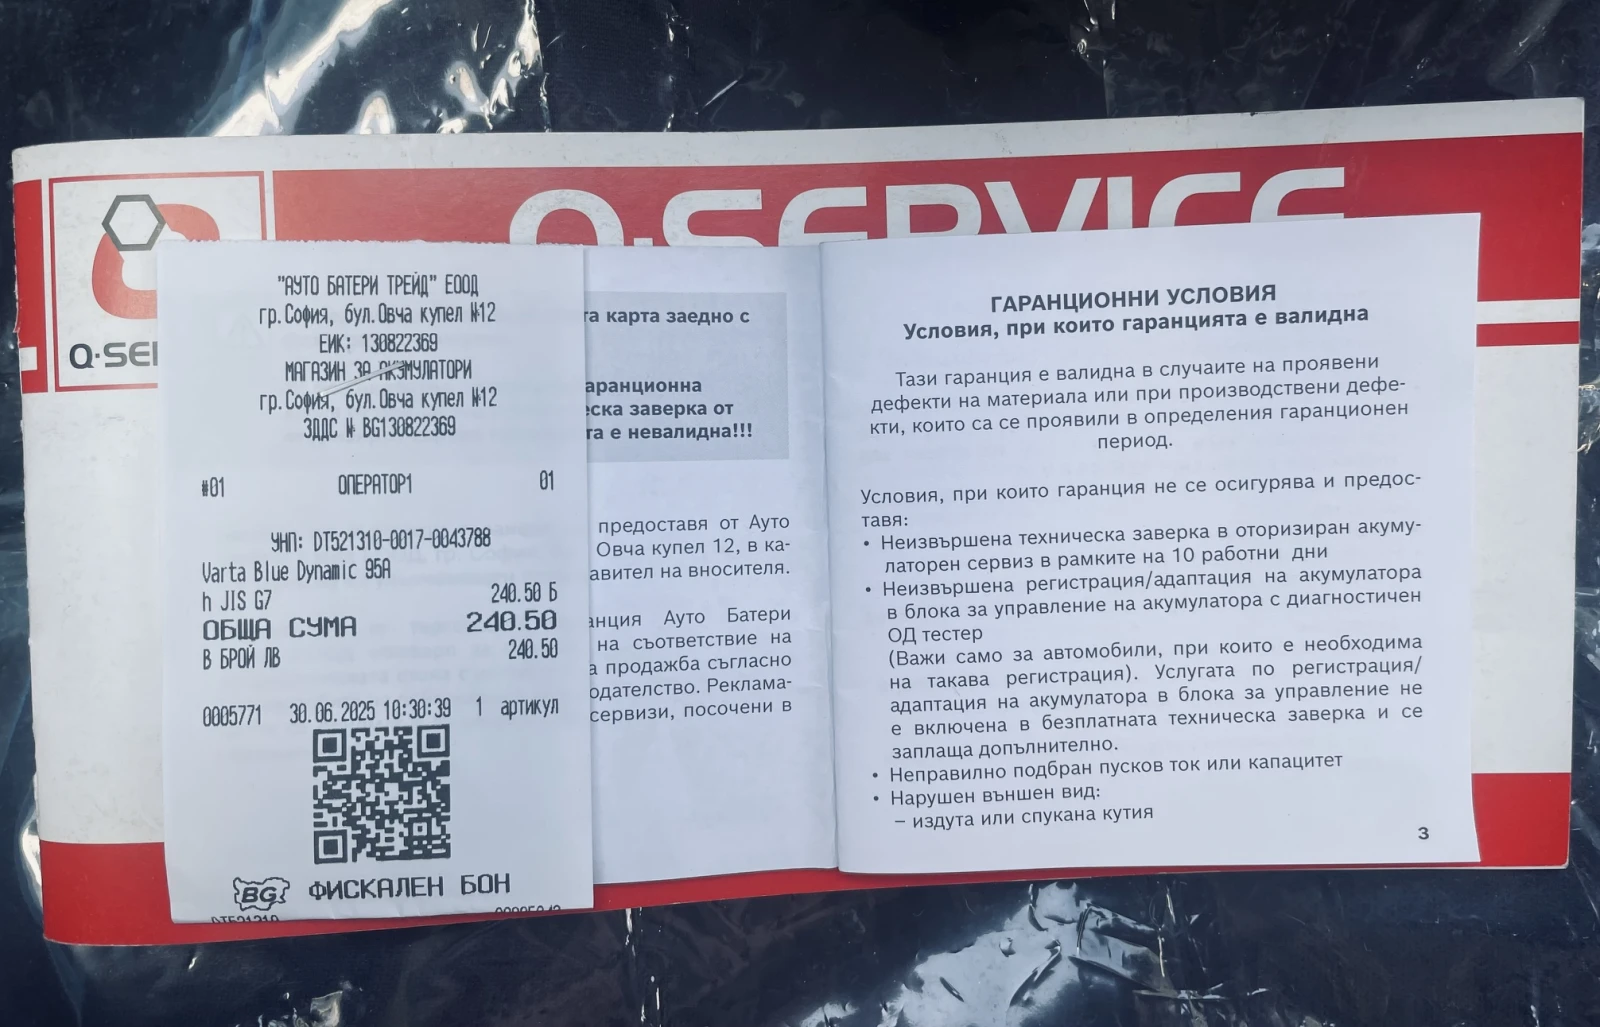 Q·SERVICE
Q·SE
"АУТО БАТЕРИ ТРЕЙД" ЕООД
гр.София, бул.Овча купел №12
ЕИК: 130822369
МАГАЗИН ЗА АКУМУЛАТОРИ
гр.София, бул.Овча купел №12
ЗДДС № BG130822369
#01 ОПЕРАТОР1 01
УНП: DT521310-0017-0043788
Varta Blue Dynamic 95A
h JIS G7 240.50 Б
ОБЩА СУМА 240.50
В БРОЙ ЛВ 240.50
0005771 30.06.2025 10:30:39 1 артикул
BG ФИСКАЛЕН БОН
DT521310
та карта заедно с
аранционна
ска заверка от
та е невалидна!!!
предоставя от Ауто
Овча купел 12, в ка-
авител на вносителя.
анция Ауто Батери
на съответствие на
а продажба съгласно
одателство. Реклама-
сервизи, посочени в
ГАРАНЦИОННИ УСЛОВИЯ
Условия, при които гаранцията е валидна
Тази гаранция е валидна в случаите на проявени
дефекти на материала или при производствени дефе-
кти, които са се проявили в определения гаранционен
период.
Условия, при които гаранция не се осигурява и предос-
тавя:
• Неизвършена техническа заверка в оторизиран акуму-
латорен сервиз в рамките на 10 работни дни
• Неизвършена регистрация/адаптация на акумулатора
в блока за управление на акумулатора с диагностичен
ОД тестер
(Важи само за автомобили, при които е необходима
на такава регистрация). Услугата по регистрация/
адаптация на акумулатора в блока за управление не
е включена в безплатната техническа заверка и се
заплаща допълнително.
• Неправилно подбран пусков ток или капацитет
• Нарушен външен вид:
– издута или спукана кутия
3